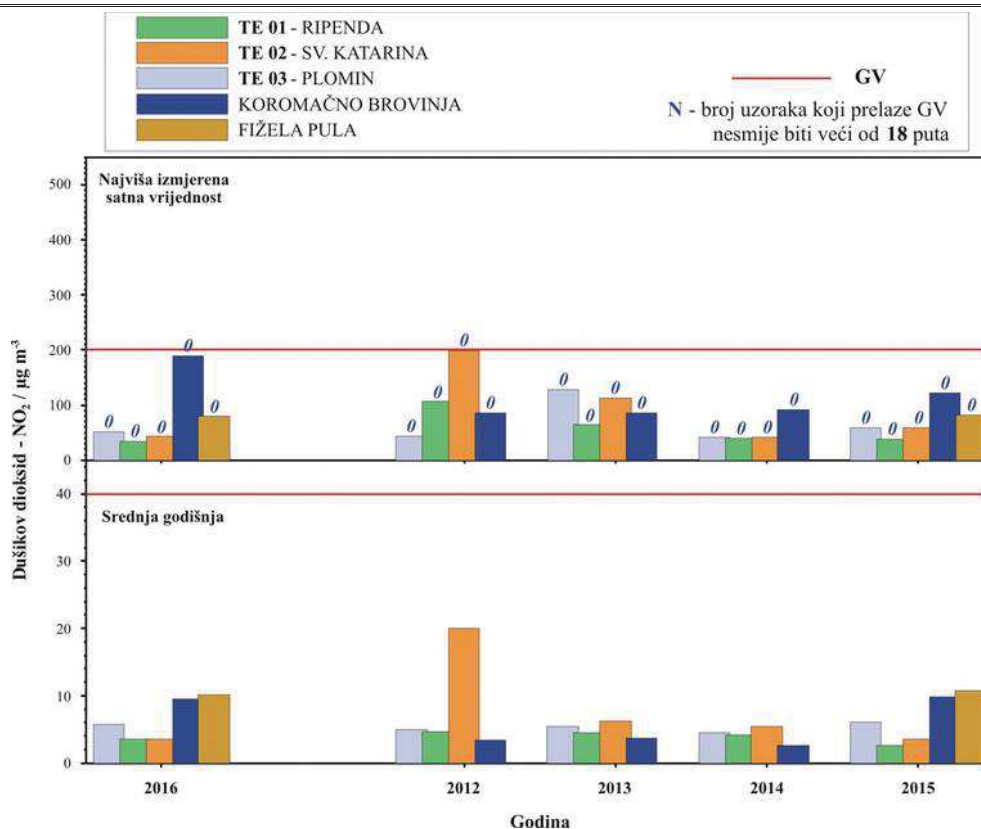 TE 01 - RIPENDA
TE 02 - SV. KATARINA
TE 03 - PLOMIN
KOROMAČNO BROVINJA
FIŽELA PULA
GV
N - broj uzoraka koji prelaze GV
nesmije biti veći od 18 puta
Dušikov dioksid - NO₂ / µg m⁻³
Najviša izmjerena
satna vrijednost
500
400
300
200
100
0
0 0 0 0 0
0 0 0 0
0 0 0 0
0 0 0 0
0 0 0 0 0
Srednja godišnja
40
30
20
10
0
2016 2012 2013 2014 2015
Godina